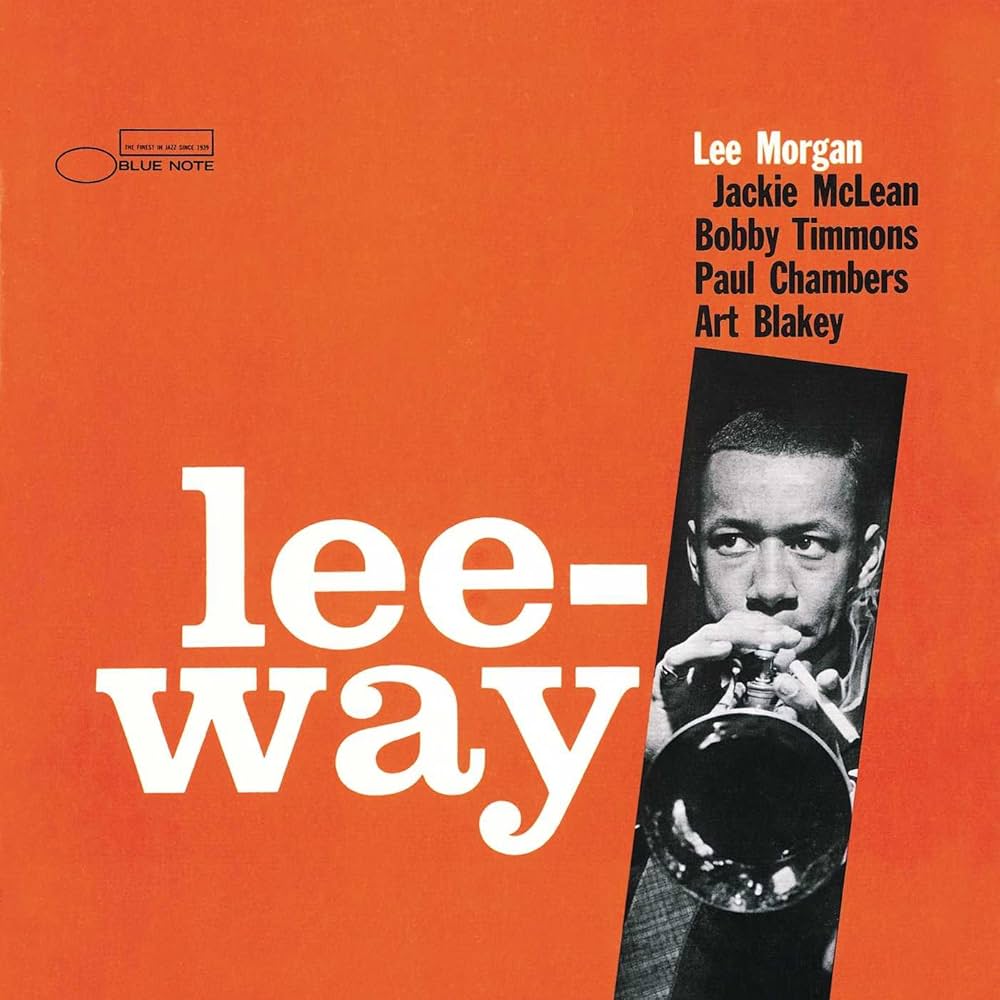 THE FINEST IN JAZZ SINCE 1939
BLUE NOTE
Lee Morgan
Jackie McLean
Bobby Timmons
Paul Chambers
Art Blakey
lee-
way